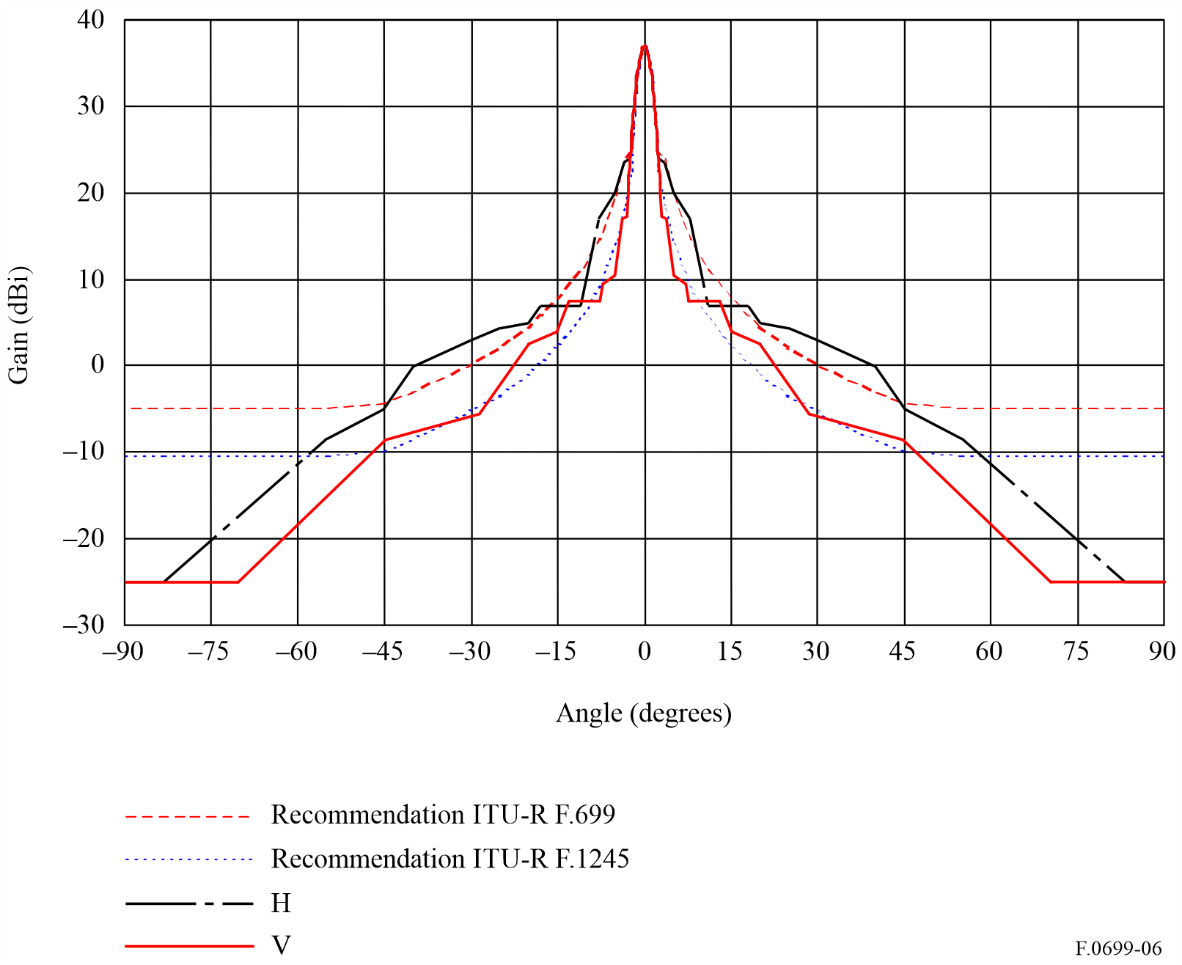 40
30
20
10
0
–10
–20
–30
Gain (dBi)
–90 –75 –60 –45 –30 –15 0 15 30 45 60 75 90
Angle (degrees)
Recommendation ITU-R F.699
Recommendation ITU-R F.1245
H
V
F.0699-06